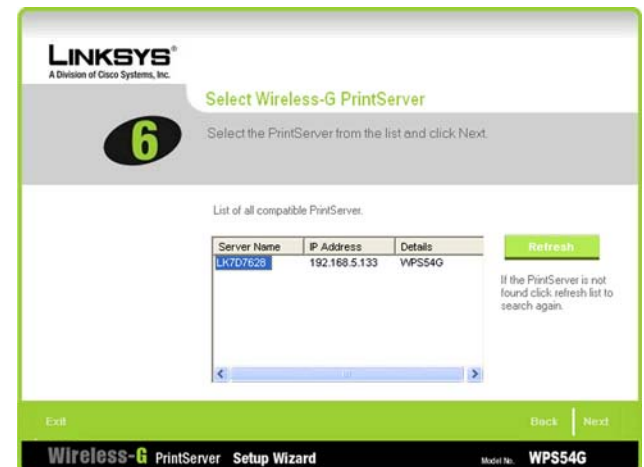 LINKSYS®
A Division of Cisco Systems, Inc.
Select Wireless-G PrintServer
6
Select the PrintServer from the list and click Next.
List of all compatible PrintServer.
Server Name IP Address Details
LK7D7628 192.168.5.133 WPS54G
Refresh
If the PrintServer is not
found click refresh list to
search again.
Exit
Back Next
Wireless-G PrintServer Setup Wizard
Model No. WPS54G